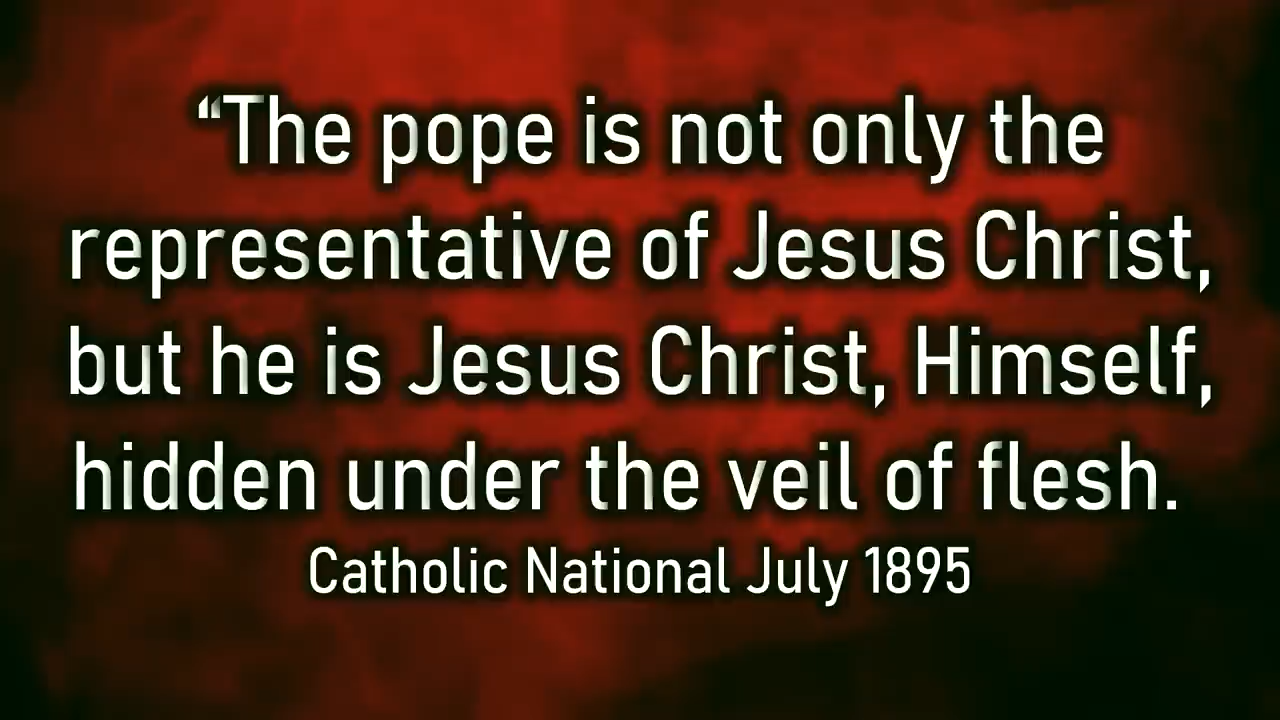 “The pope is not only the
representative of Jesus Christ,
but he is Jesus Christ, Himself,
hidden under the veil of flesh.
Catholic National July 1895